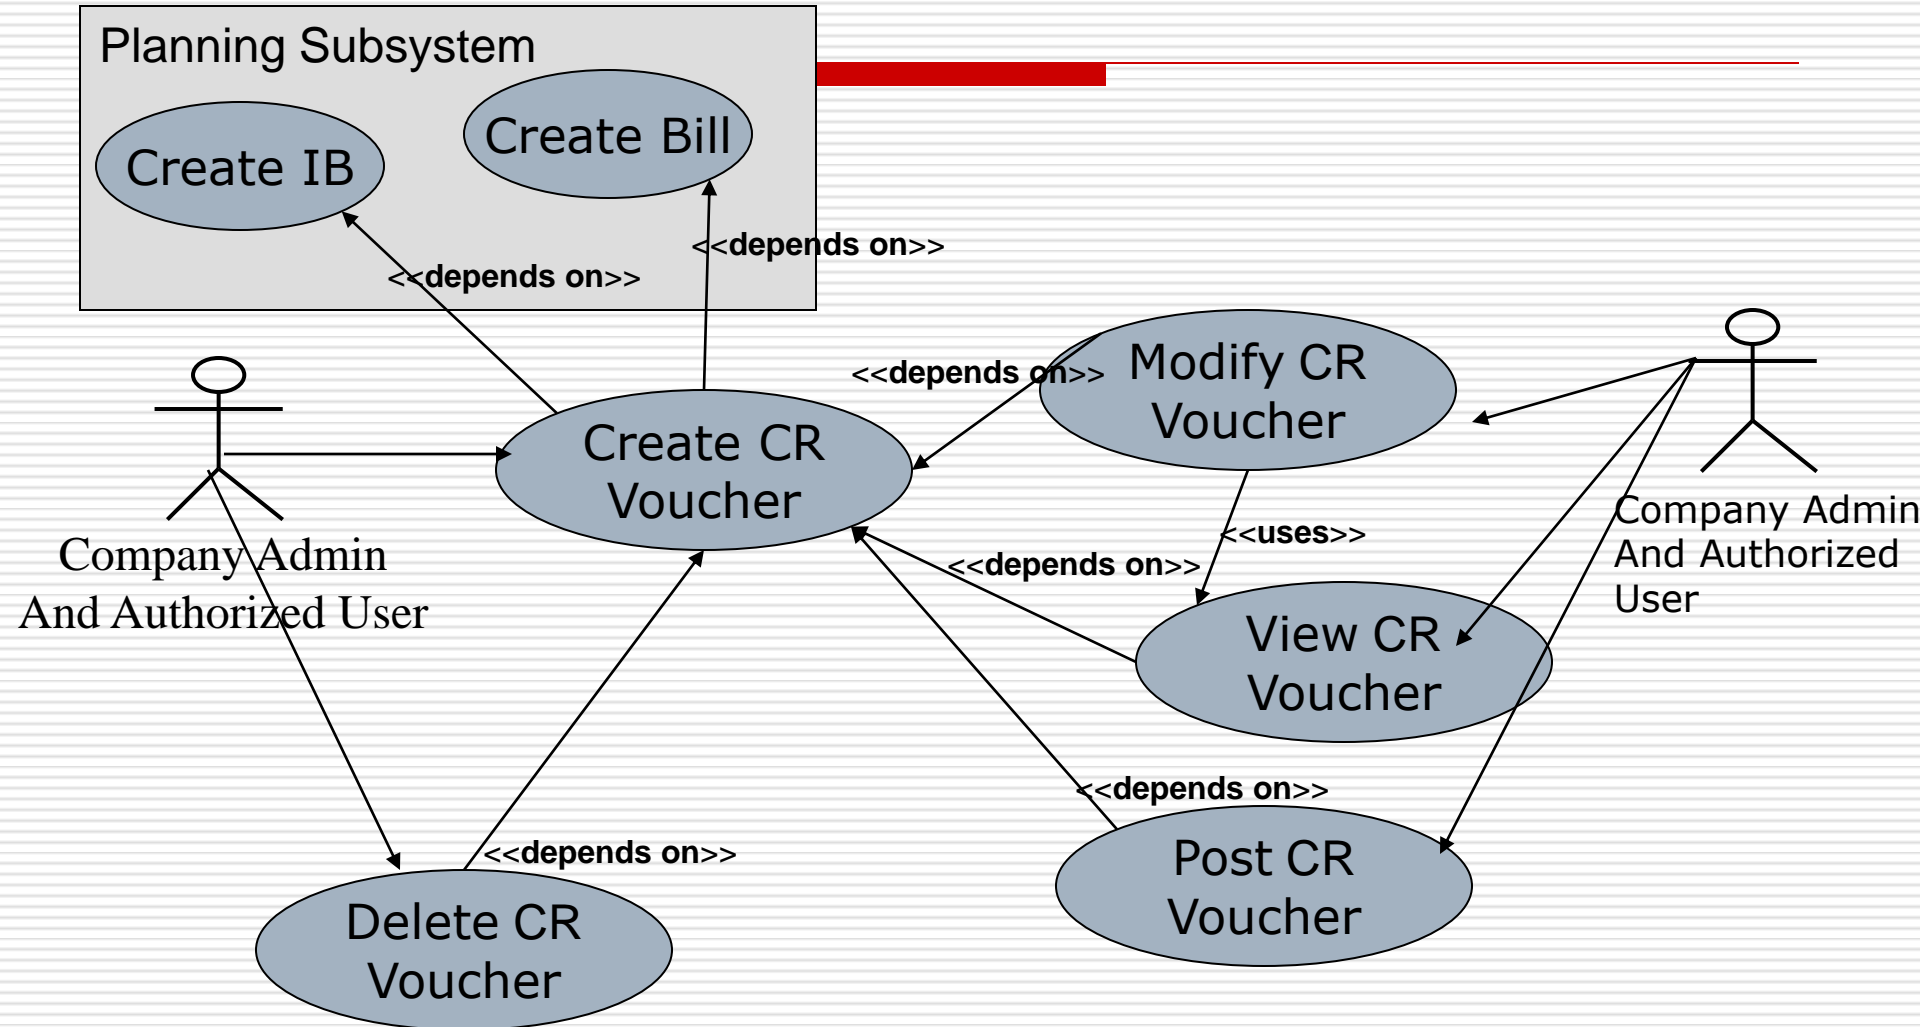 Planning Subsystem
Create IB
Create Bill
<<depends on>>
<<depends on>>
<<depends on>>
Modify CR
Voucher
Create CR
Voucher
Company Admin
And Authorized User
Company Admin
And Authorized
User
<<uses>>
<<depends on>>
View CR
Voucher
<<depends on>>
Post CR
Voucher
<<depends on>>
Delete CR
Voucher